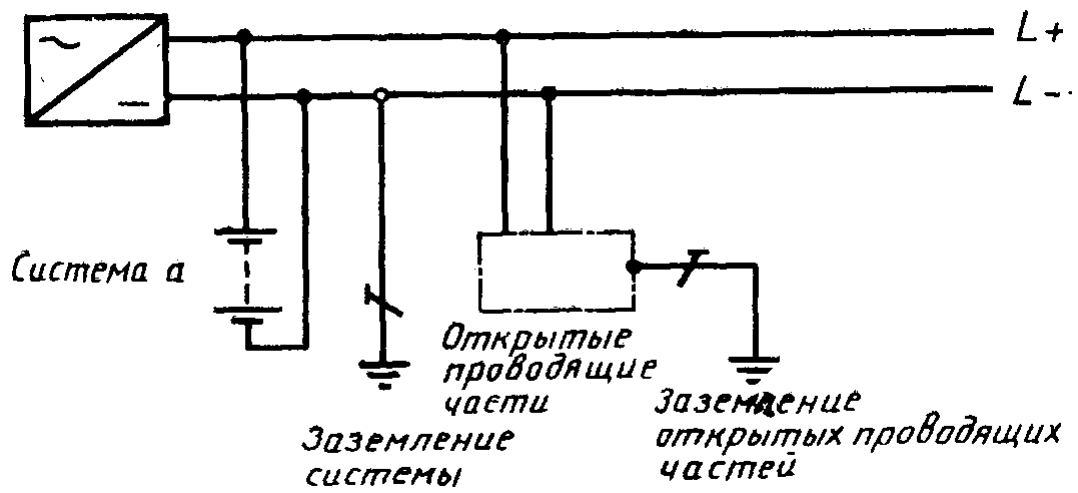 L+
L-
Система а
Открытые
проводящие
части
Заземление
системы
Заземление
открытых проводящих
частей